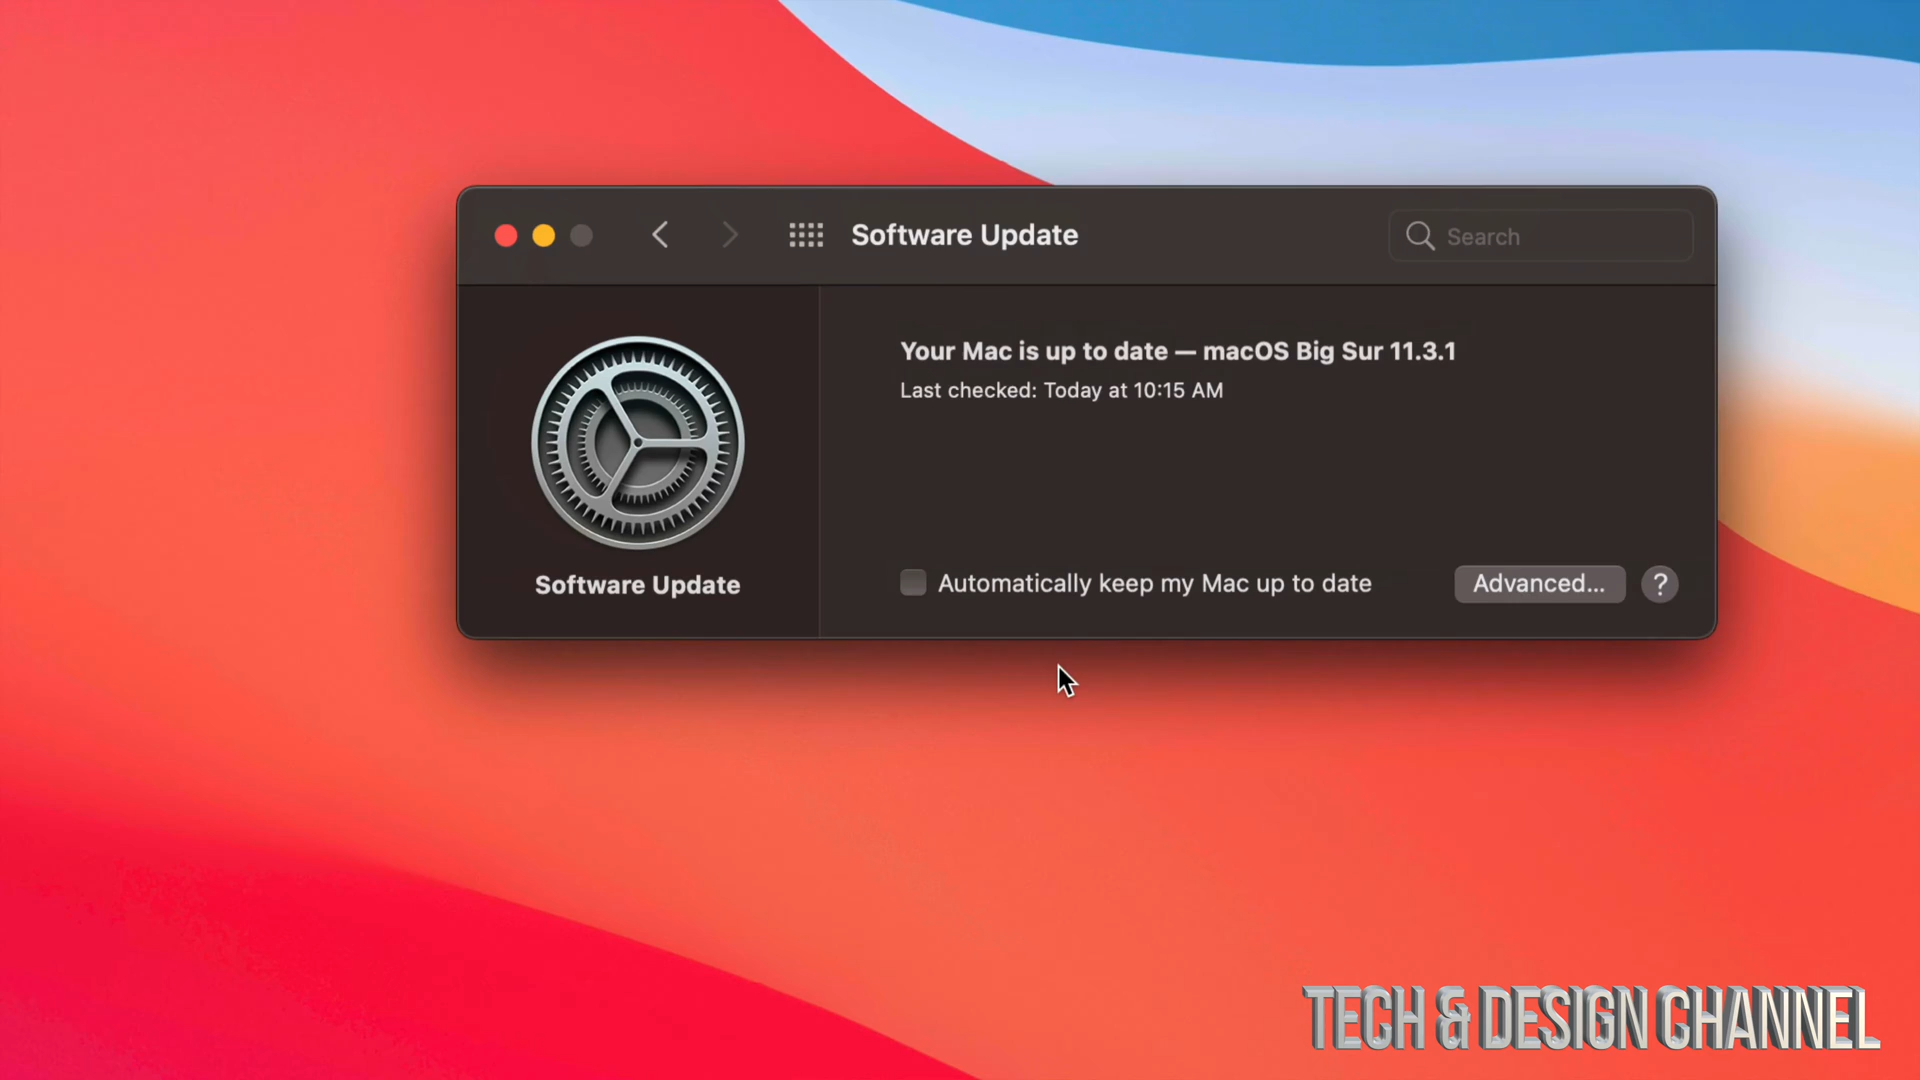 Software Update
Search
Your Mac is up to date — macOS Big Sur 11.3.1
Last checked: Today at 10:15 AM
Software Update
Automatically keep my Mac up to date
Advanced...
?
TECH & DESIGN CHANNEL